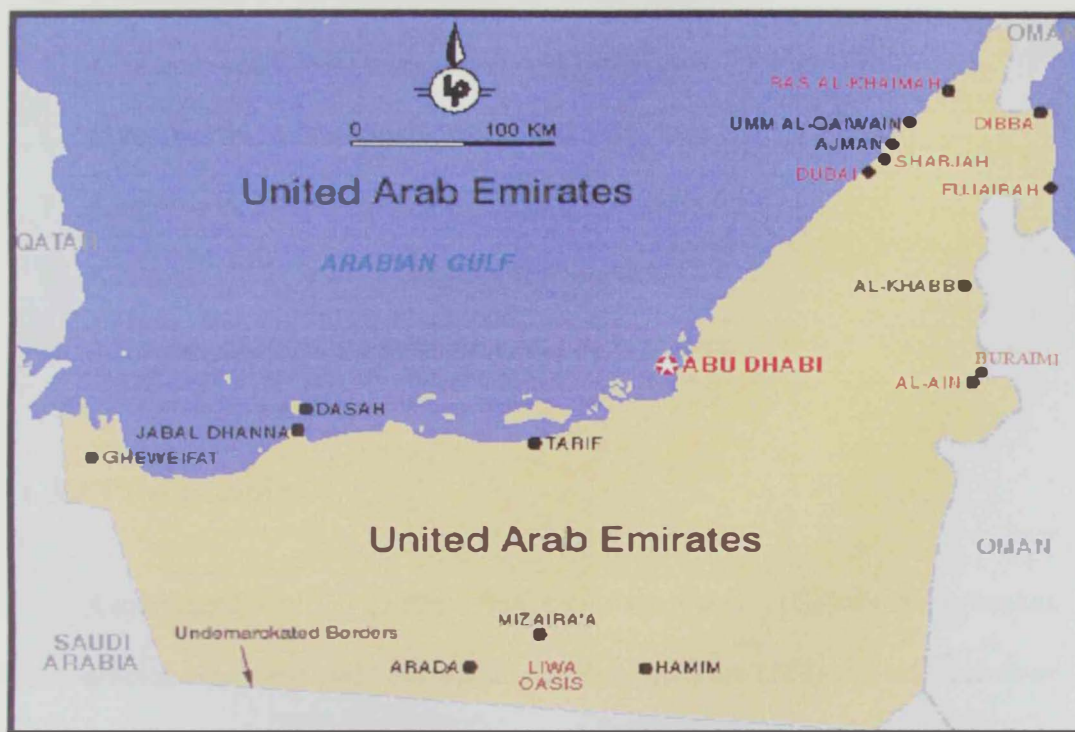 OMAN
RAS AL-KHAIMAH
0 100 KM
UMM AL-QAIWAIN
DIBBA
AJMAN
SHARJAH
DUBAI
United Arab Emirates
FUJAIRAH
QATAR
ARABIAN GULF
AL-KHABB
ABU DHABI
BURAIMI
AL-AIN
DASAH
JABAL DHANNA
TARIF
GHEWEIFAT
United Arab Emirates
OMAN
MIZAIRA'A
Undemarkated Borders
SAUDI
ARABIA
ARADA
LIWA
OASIS
HAMIM